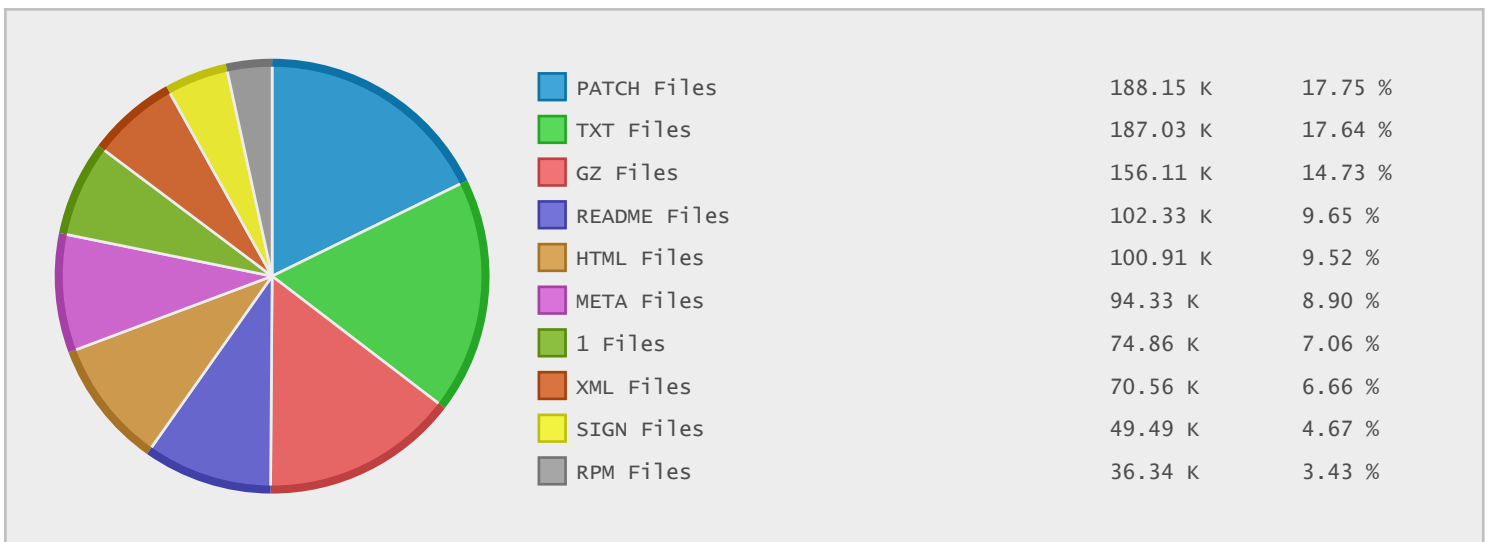 PATCH Files 188.15 K 17.75 %
TXT Files 187.03 K 17.64 %
GZ Files 156.11 K 14.73 %
README Files 102.33 K 9.65 %
HTML Files 100.91 K 9.52 %
META Files 94.33 K 8.90 %
1 Files 74.86 K 7.06 %
XML Files 70.56 K 6.66 %
SIGN Files 49.49 K 4.67 %
RPM Files 36.34 K 3.43 %